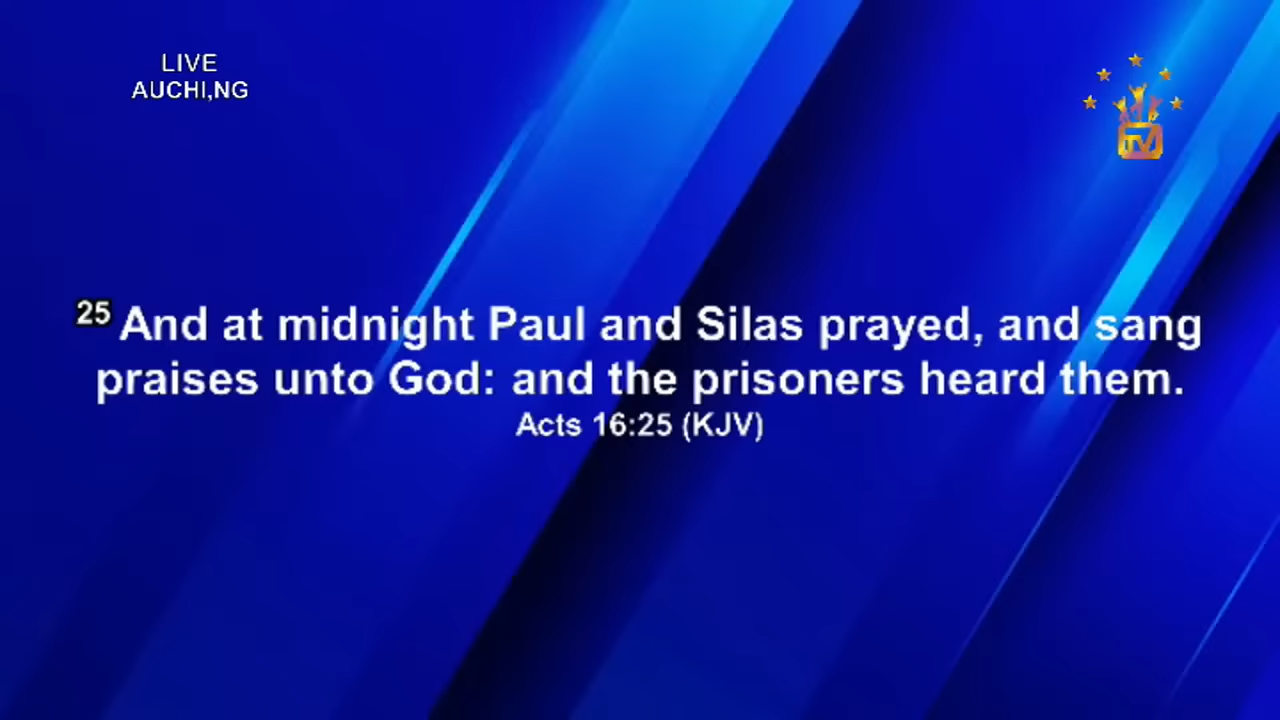 LIVE
AUCHI,NG
TV
25 And at midnight Paul and Silas prayed, and sang
praises unto God: and the prisoners heard them.
Acts 16:25 (KJV)